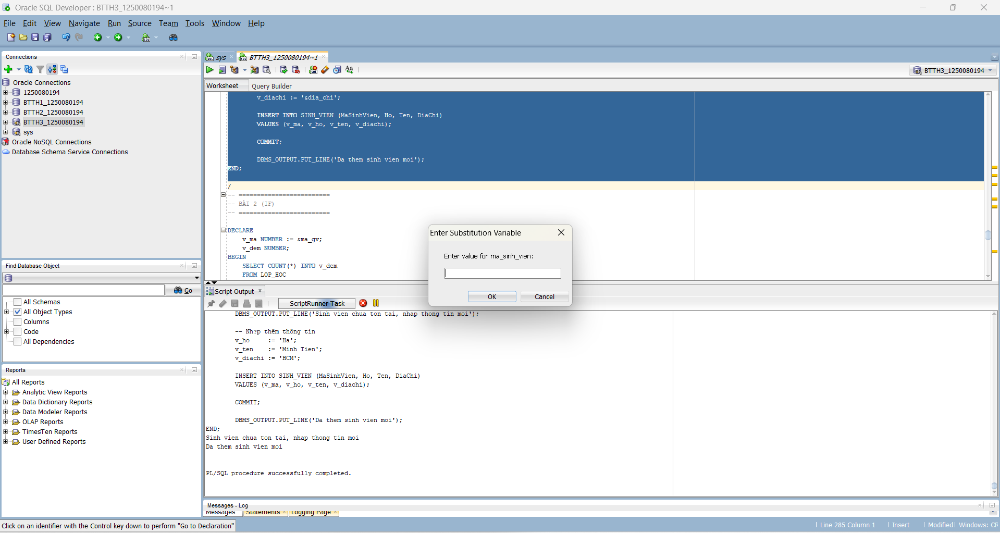 Oracle SQL Developer : BTTH3_1250080194~1
File Edit View Navigate Run Source Team Tools Window Help
Connections
Oracle Connections
1250080194
BTTH1_1250080194
BTTH2_1250080194
BTTH3_1250080194
sys
Oracle NoSQL Connections
Database Schema Service Connections
Find Database Object
Go
All Schemas
All Object Types
Columns
Code
All Dependencies
Reports
All Reports
Analytic View Reports
Data Dictionary Reports
Data Modeler Reports
OLAP Reports
TimesTen Reports
User Defined Reports
sys
BTTH3_1250080194~1
BTTH3_1250080194
Worksheet Query Builder
v_diachi := '&dia_chi';
INSERT INTO SINH_VIEN (MaSinhVien, Ho, Ten, DiaChi)
VALUES (v_ma, v_ho, v_ten, v_diachi);
COMMIT;
DBMS_OUTPUT.PUT_LINE('Da them sinh vien moi');
END;
/
-- =========================
-- BÀI 2 (IF)
-- =========================
DECLARE
v_ma NUMBER := &ma_gv;
v_dem NUMBER;
BEGIN
SELECT COUNT(*) INTO v_dem
FROM LOP_HOC
Enter Substitution Variable
Enter value for ma_sinh_vien:
OK Cancel
Script Output
ScriptRunner Task
DBMS_OUTPUT.PUT_LINE('Sinh vien chua ton tai, nhap thong tin moi');
-- Nh?p thêm thông tin
v_ho := 'Ha';
v_ten := 'Minh Tien';
v_diachi := 'HCM';
INSERT INTO SINH_VIEN (MaSinhVien, Ho, Ten, DiaChi)
VALUES (v_ma, v_ho, v_ten, v_diachi);
COMMIT;
DBMS_OUTPUT.PUT_LINE('Da them sinh vien moi');
END;
Sinh vien chua ton tai, nhap thong tin moi
Da them sinh vien moi
PL/SQL procedure successfully completed.
Messages - Log
Messages Statements Logging Page
Click on an identifier with the Control key down to perform "Go to Declaration"
Line 285 Column 1 Insert Modified Windows: CR